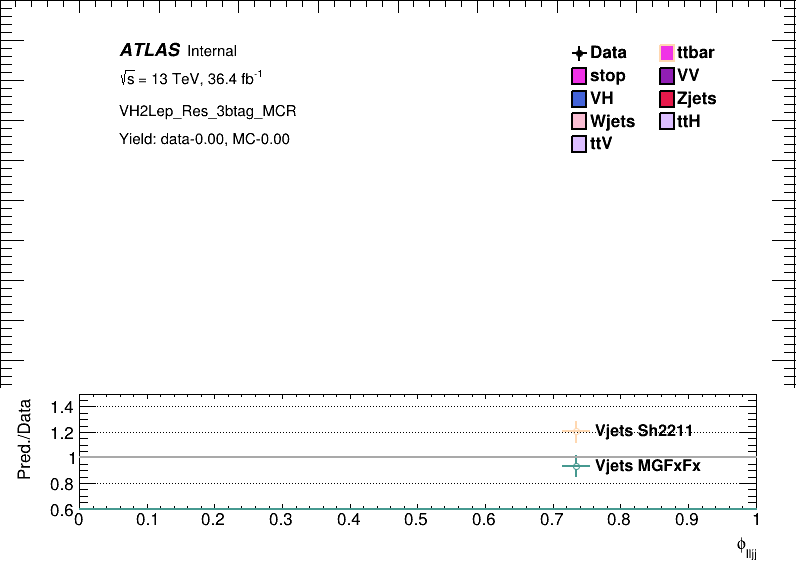 ATLAS Internal
√s = 13 TeV, 36.4 fb⁻¹
VH2Lep_Res_3btag_MCR
Yield: data-0.00, MC-0.00
Data ttbar
stop VV
VH Zjets
Wjets ttH
ttV
Pred./Data
1.4
1.2
1
0.8
0.6
Vjets Sh2211
Vjets MGFxFx
0 0.1 0.2 0.3 0.4 0.5 0.6 0.7 0.8 0.9 1
ϕlljj